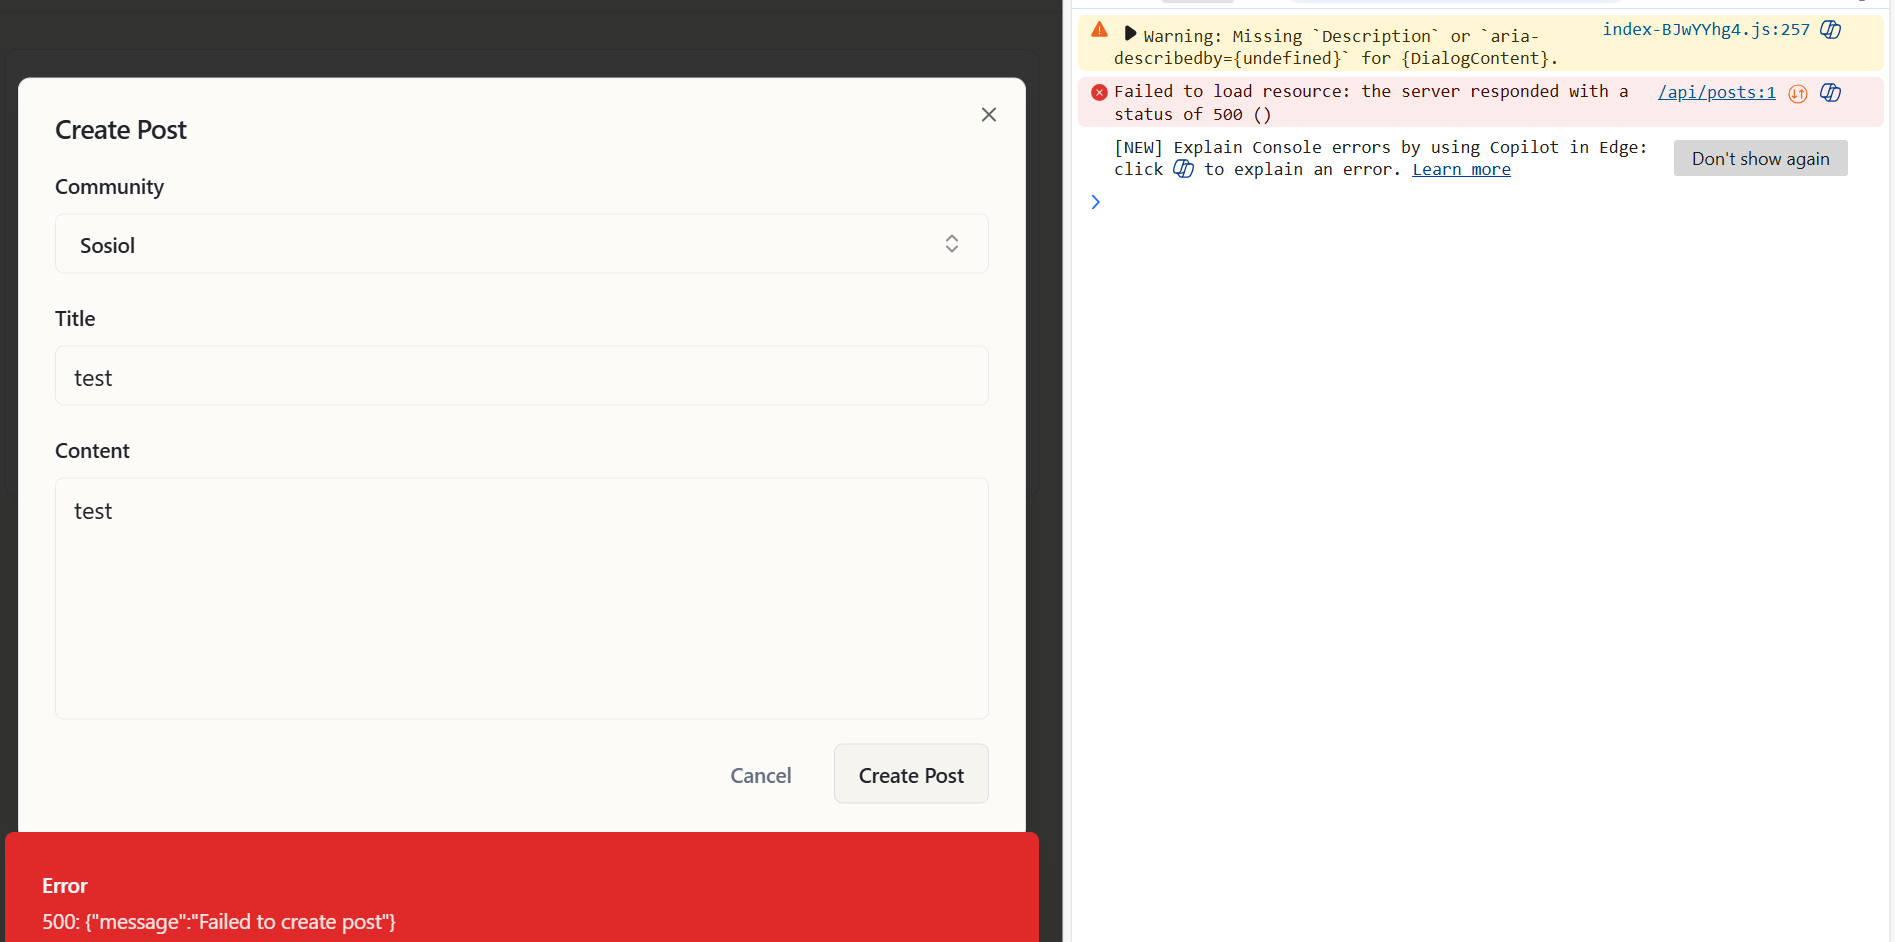 Create Post
Community
Sosiol
Title
test
Content
test
Cancel
Create Post
Error
500: {"message":"Failed to create post"}
Warning: Missing `Description` or `aria-
describedby={undefined}` for {DialogContent}.
index-BJwYYhg4.js:257
Failed to load resource: the server responded with a
status of 500 ()
/api/posts:1
[NEW] Explain Console errors by using Copilot in Edge:
click to explain an error. Learn more
Don't show again